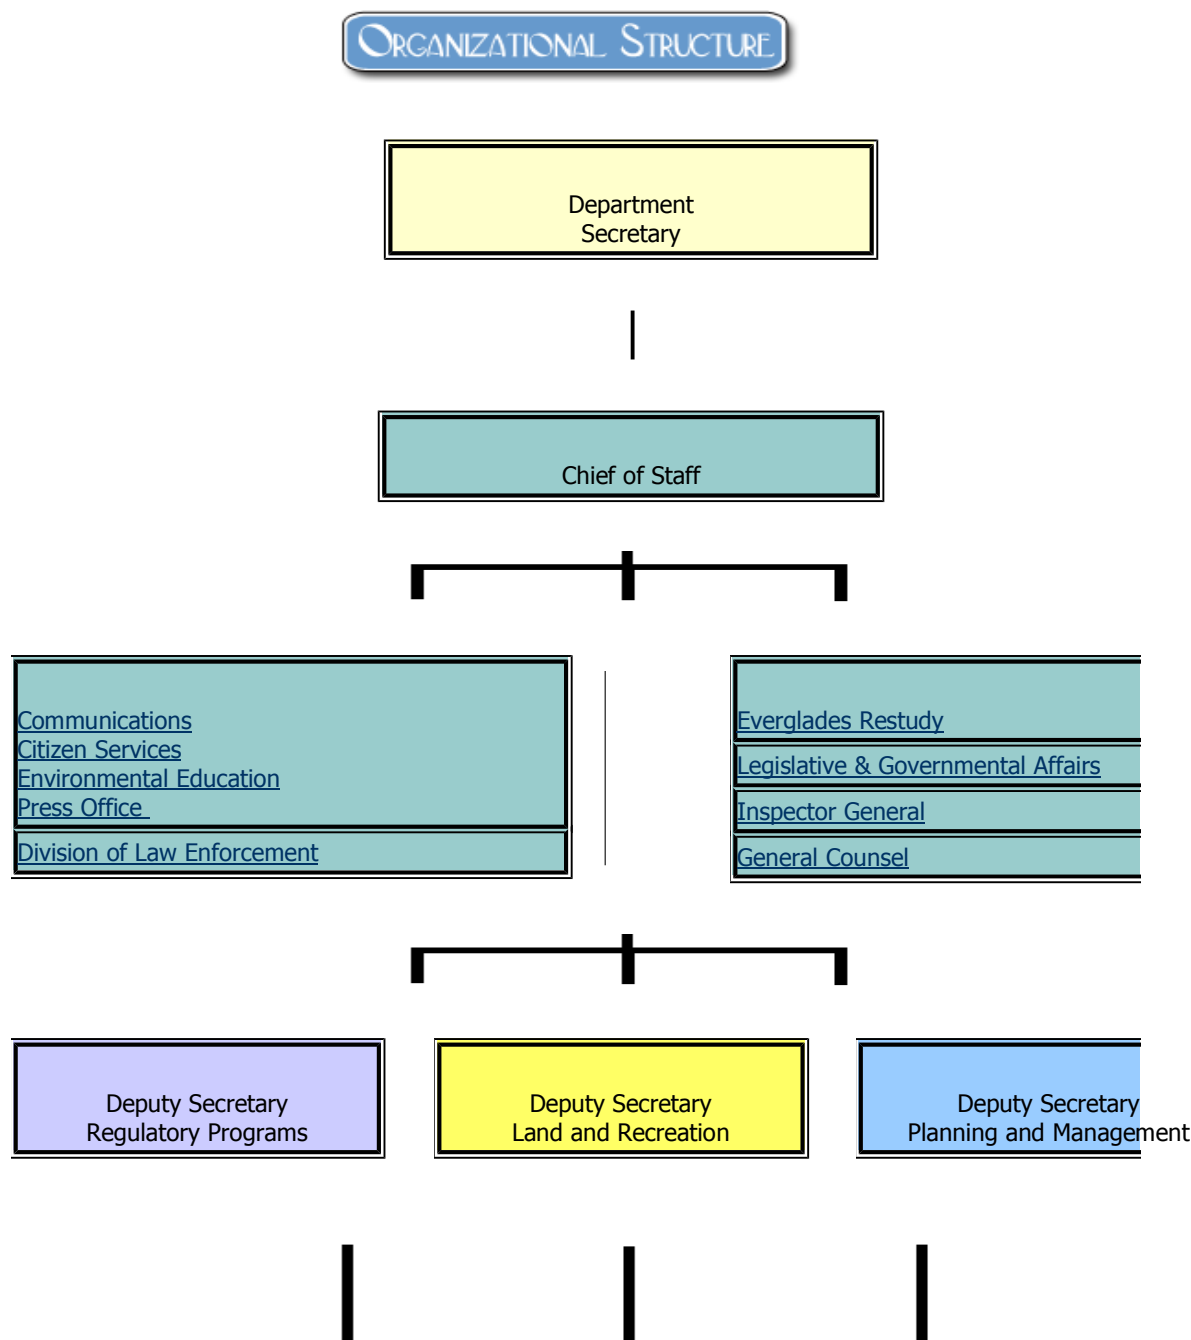 ORGANIZATIONAL STRUCTURE
Department
Secretary
Chief of Staff
Communications
Citizen Services
Environmental Education
Press Office
Division of Law Enforcement
Everglades Restudy
Legislative & Governmental Affairs
Inspector General
General Counsel
Deputy Secretary
Regulatory Programs
Deputy Secretary
Land and Recreation
Deputy Secretary
Planning and Management